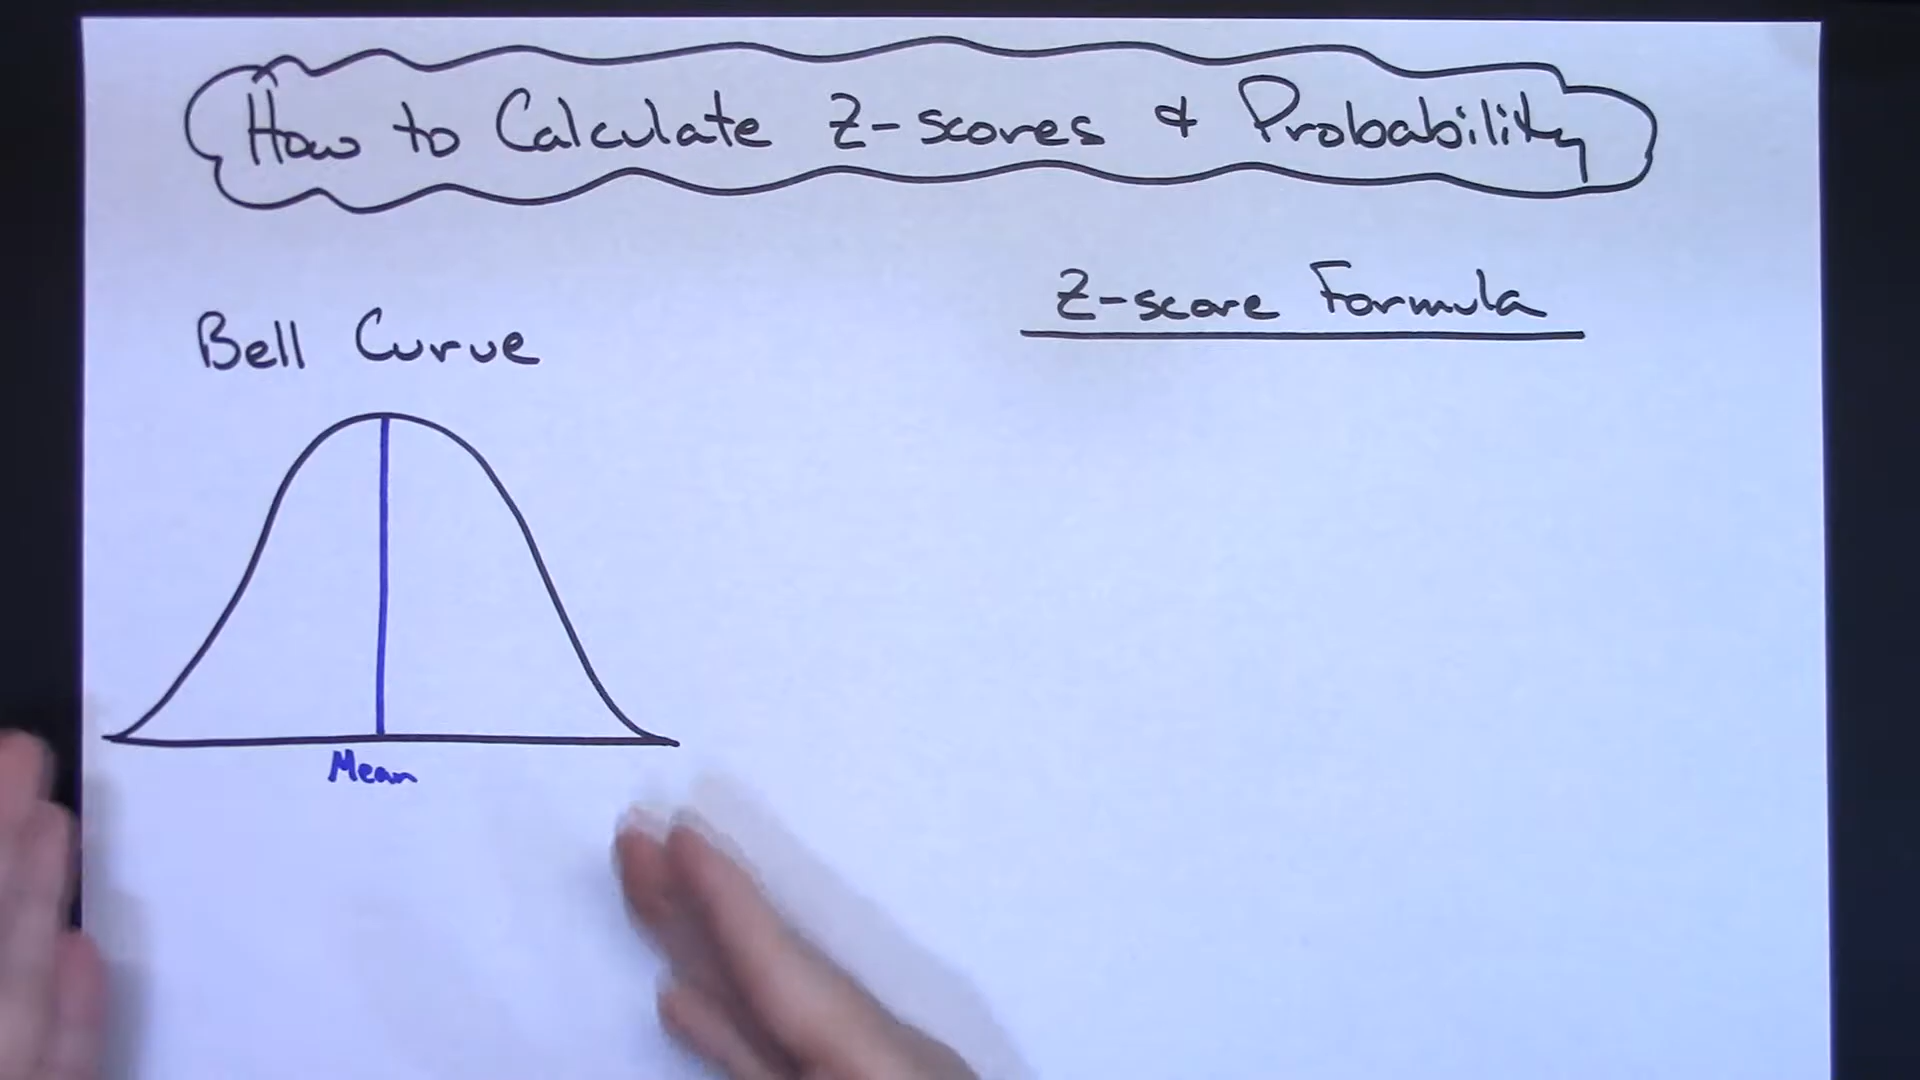 How to Calculate Z-scores & Probability
Z-score Formula
Bell Curve
Mean